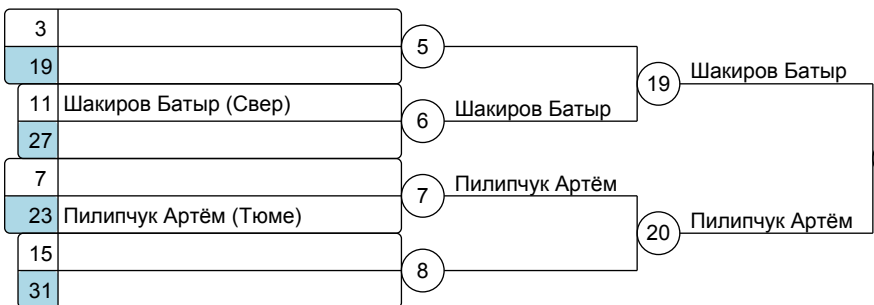 3
5
19
19 Шакиров Батыр
11 Шакиров Батыр (Свер)
6 Шакиров Батыр
27
7
7 Пилипчук Артём
23 Пилипчук Артём (Тюме)
20 Пилипчук Артём
15
8
31